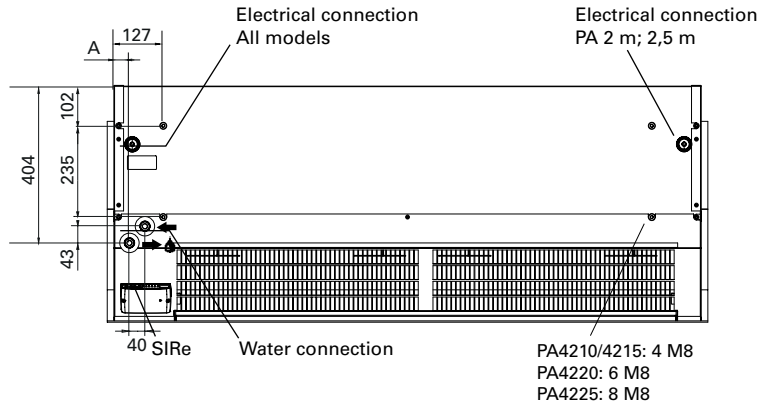 Electrical connection
All models
Electrical connection
PA 2 m; 2,5 m
A
127
102
404
235
43
40
SIRe
Water connection
PA4210/4215: 4 M8
PA4220: 6 M8
PA4225: 8 M8